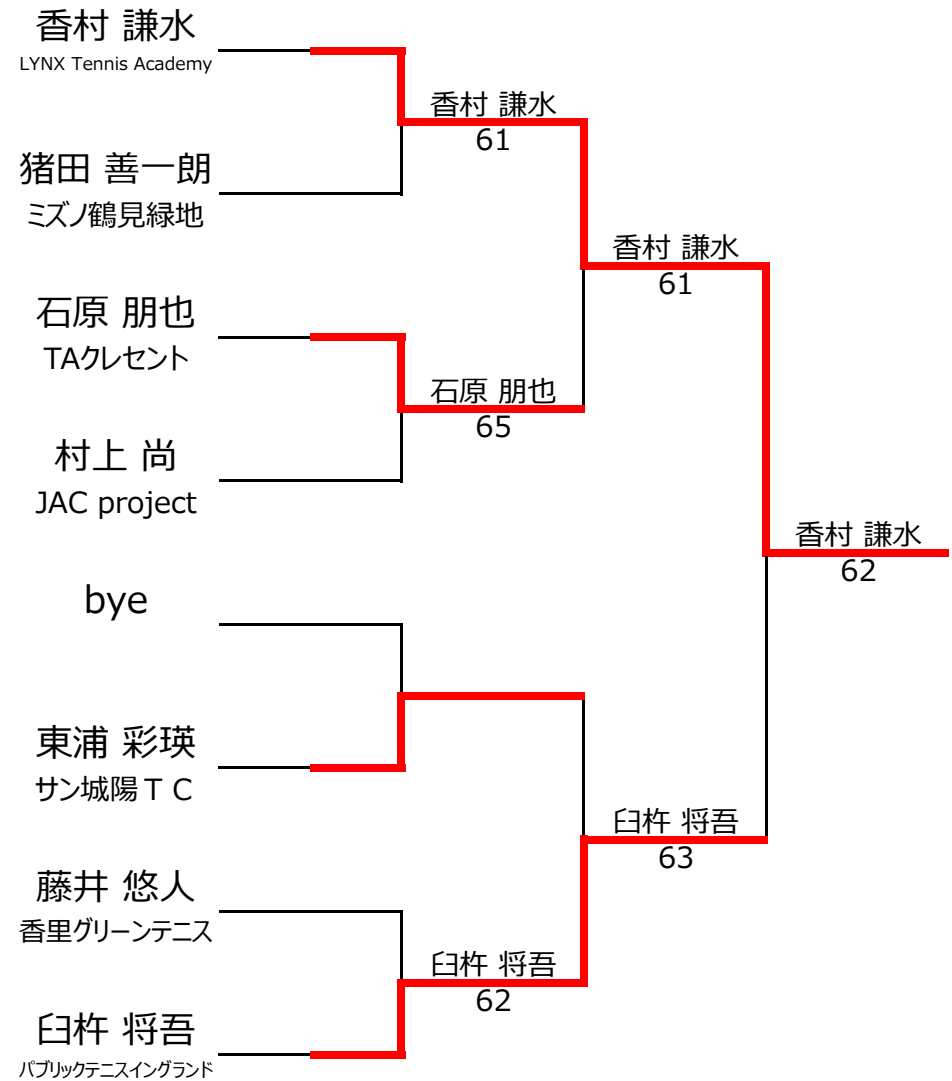 香村 謙水
LYNX Tennis Academy
猪田 善一朗
ミズノ鶴見緑地
石原 朋也
TAクレセント
村上 尚
JAC project
bye
東浦 彩瑛
サン城陽ＴＣ
藤井 悠人
香里グリーンテニス
臼杵 将吾
パブリックテニスイングランド
香村 謙水
61
石原 朋也
65
臼杵 将吾
62
香村 謙水
61
臼杵 将吾
63
香村 謙水
62